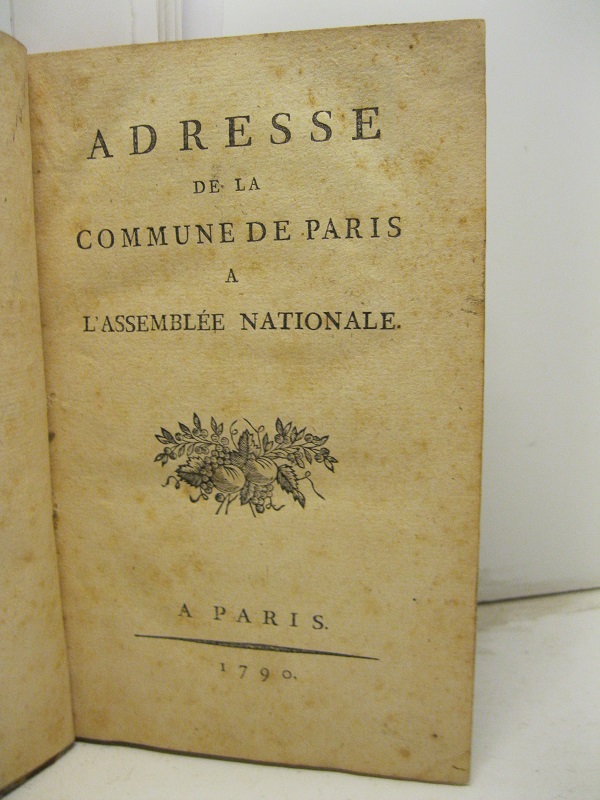 ADRESSE
DE LA
COMMUNE DE PARIS
A
L'ASSEMBLÉE NATIONALE.
A PARIS.
1790.